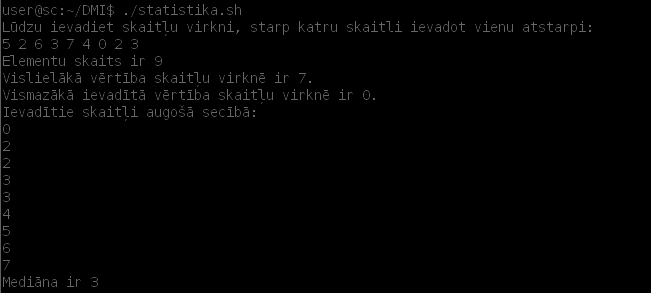 user@sc:~/DMI$ ./statistika.sh
Lūdzu ievadiet skaitļu virkni, starp katru skaitli ievadot vienu atstarpi:
5 2 6 3 7 4 0 2 3
Elementu skaits ir 9
Vislielākā vērtība skaitļu virknē ir 7.
Vismazākā ievadītā vērtība skaitļu virknē ir 0.
Ievadītie skaitļi augošā secībā:
0
2
2
3
3
4
5
6
7
Mediāna ir 3